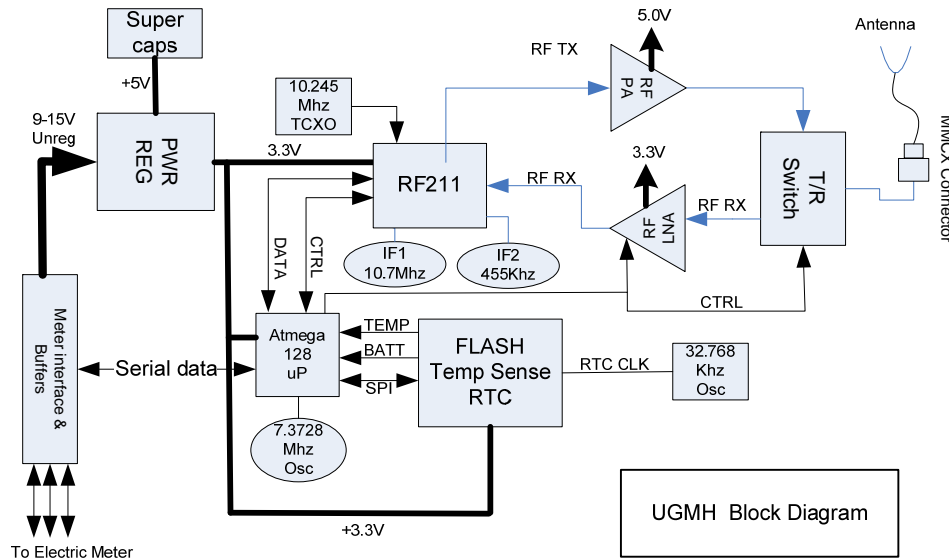 Super
caps
+5V
9-15V
Unreg
PWR
REG
3.3V
10.245
Mhz
TCXO
RF211
RF TX
5.0V
RF
PA
Antenna
MMCX Connector
T/R
Switch
RF RX
3.3V
RF
LNA
RF RX
IF1
10.7Mhz
IF2
455Khz
DATA
CTRL
CTRL
Meter interface &
Buffers
Serial data
Atmega
128
uP
TEMP
BATT
SPI
FLASH
Temp Sense
RTC
RTC CLK
32.768
Khz
Osc
7.3728
Mhz
Osc
+3.3V
UGMH Block Diagram
To Electric Meter